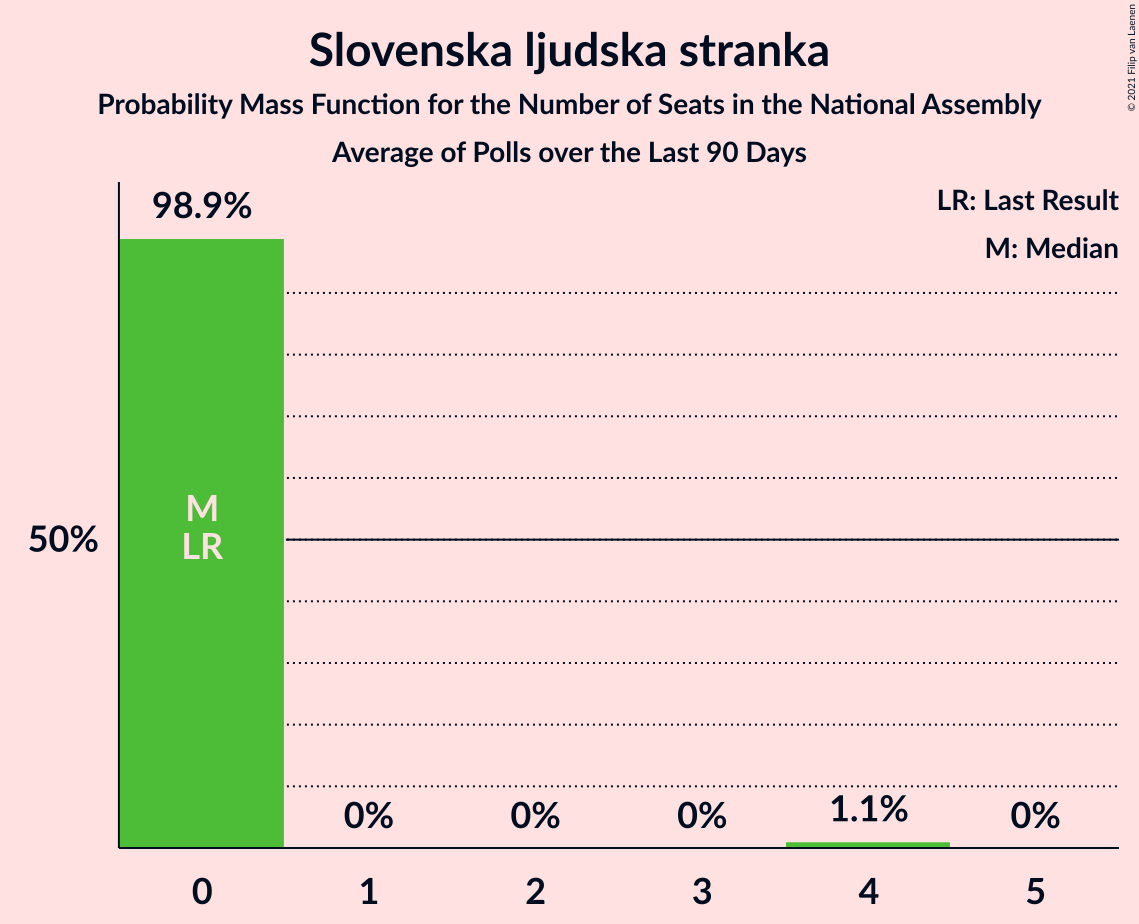 Slovenska ljudska stranka
Probability Mass Function for the Number of Seats in the National Assembly
Average of Polls over the Last 90 Days
© 2021 Filip van Laenen
LR: Last Result
M: Median
98.9%
M
LR
50%
0%
0%
0%
1.1%
0%
0 1 2 3 4 5